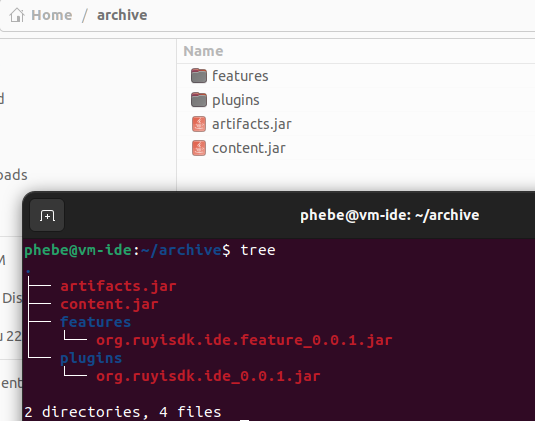 Home / archive
Name
features
plugins
artifacts.jar
content.jar
oads
phebe@vm-ide: ~/archive
phebe@vm-ide:~/archive$ tree
.
├── artifacts.jar
├── content.jar
├── features
│   └── org.ruyisdk.ide.feature_0.0.1.jar
└── plugins
    └── org.ruyisdk.ide_0.0.1.jar
2 directories, 4 files
d
M
Dis
u 22
ent